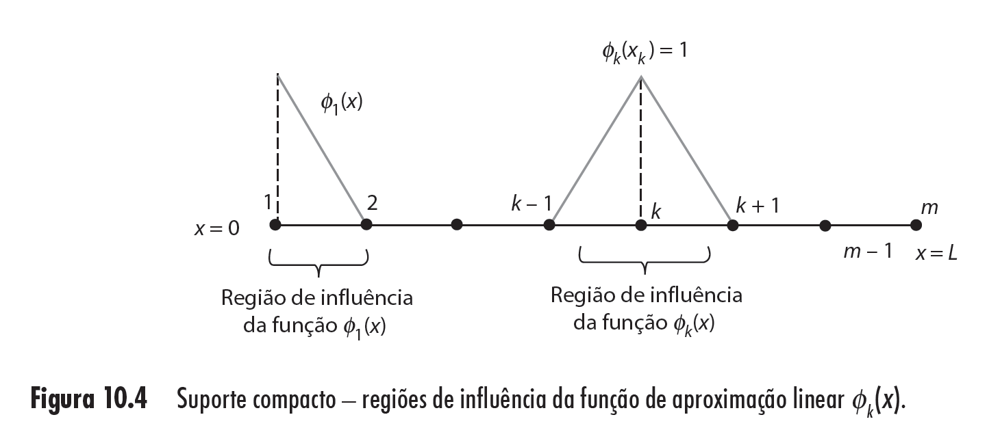 ϕk(xk) = 1
ϕ1(x)
1
2
k – 1
k
k + 1
m
x = 0
m – 1
x = L
Região de influência
da função ϕ1(x)
Região de influência
da função ϕk(x)
Figura 10.4 Suporte compacto – regiões de influência da função de aproximação linear ϕk(x).